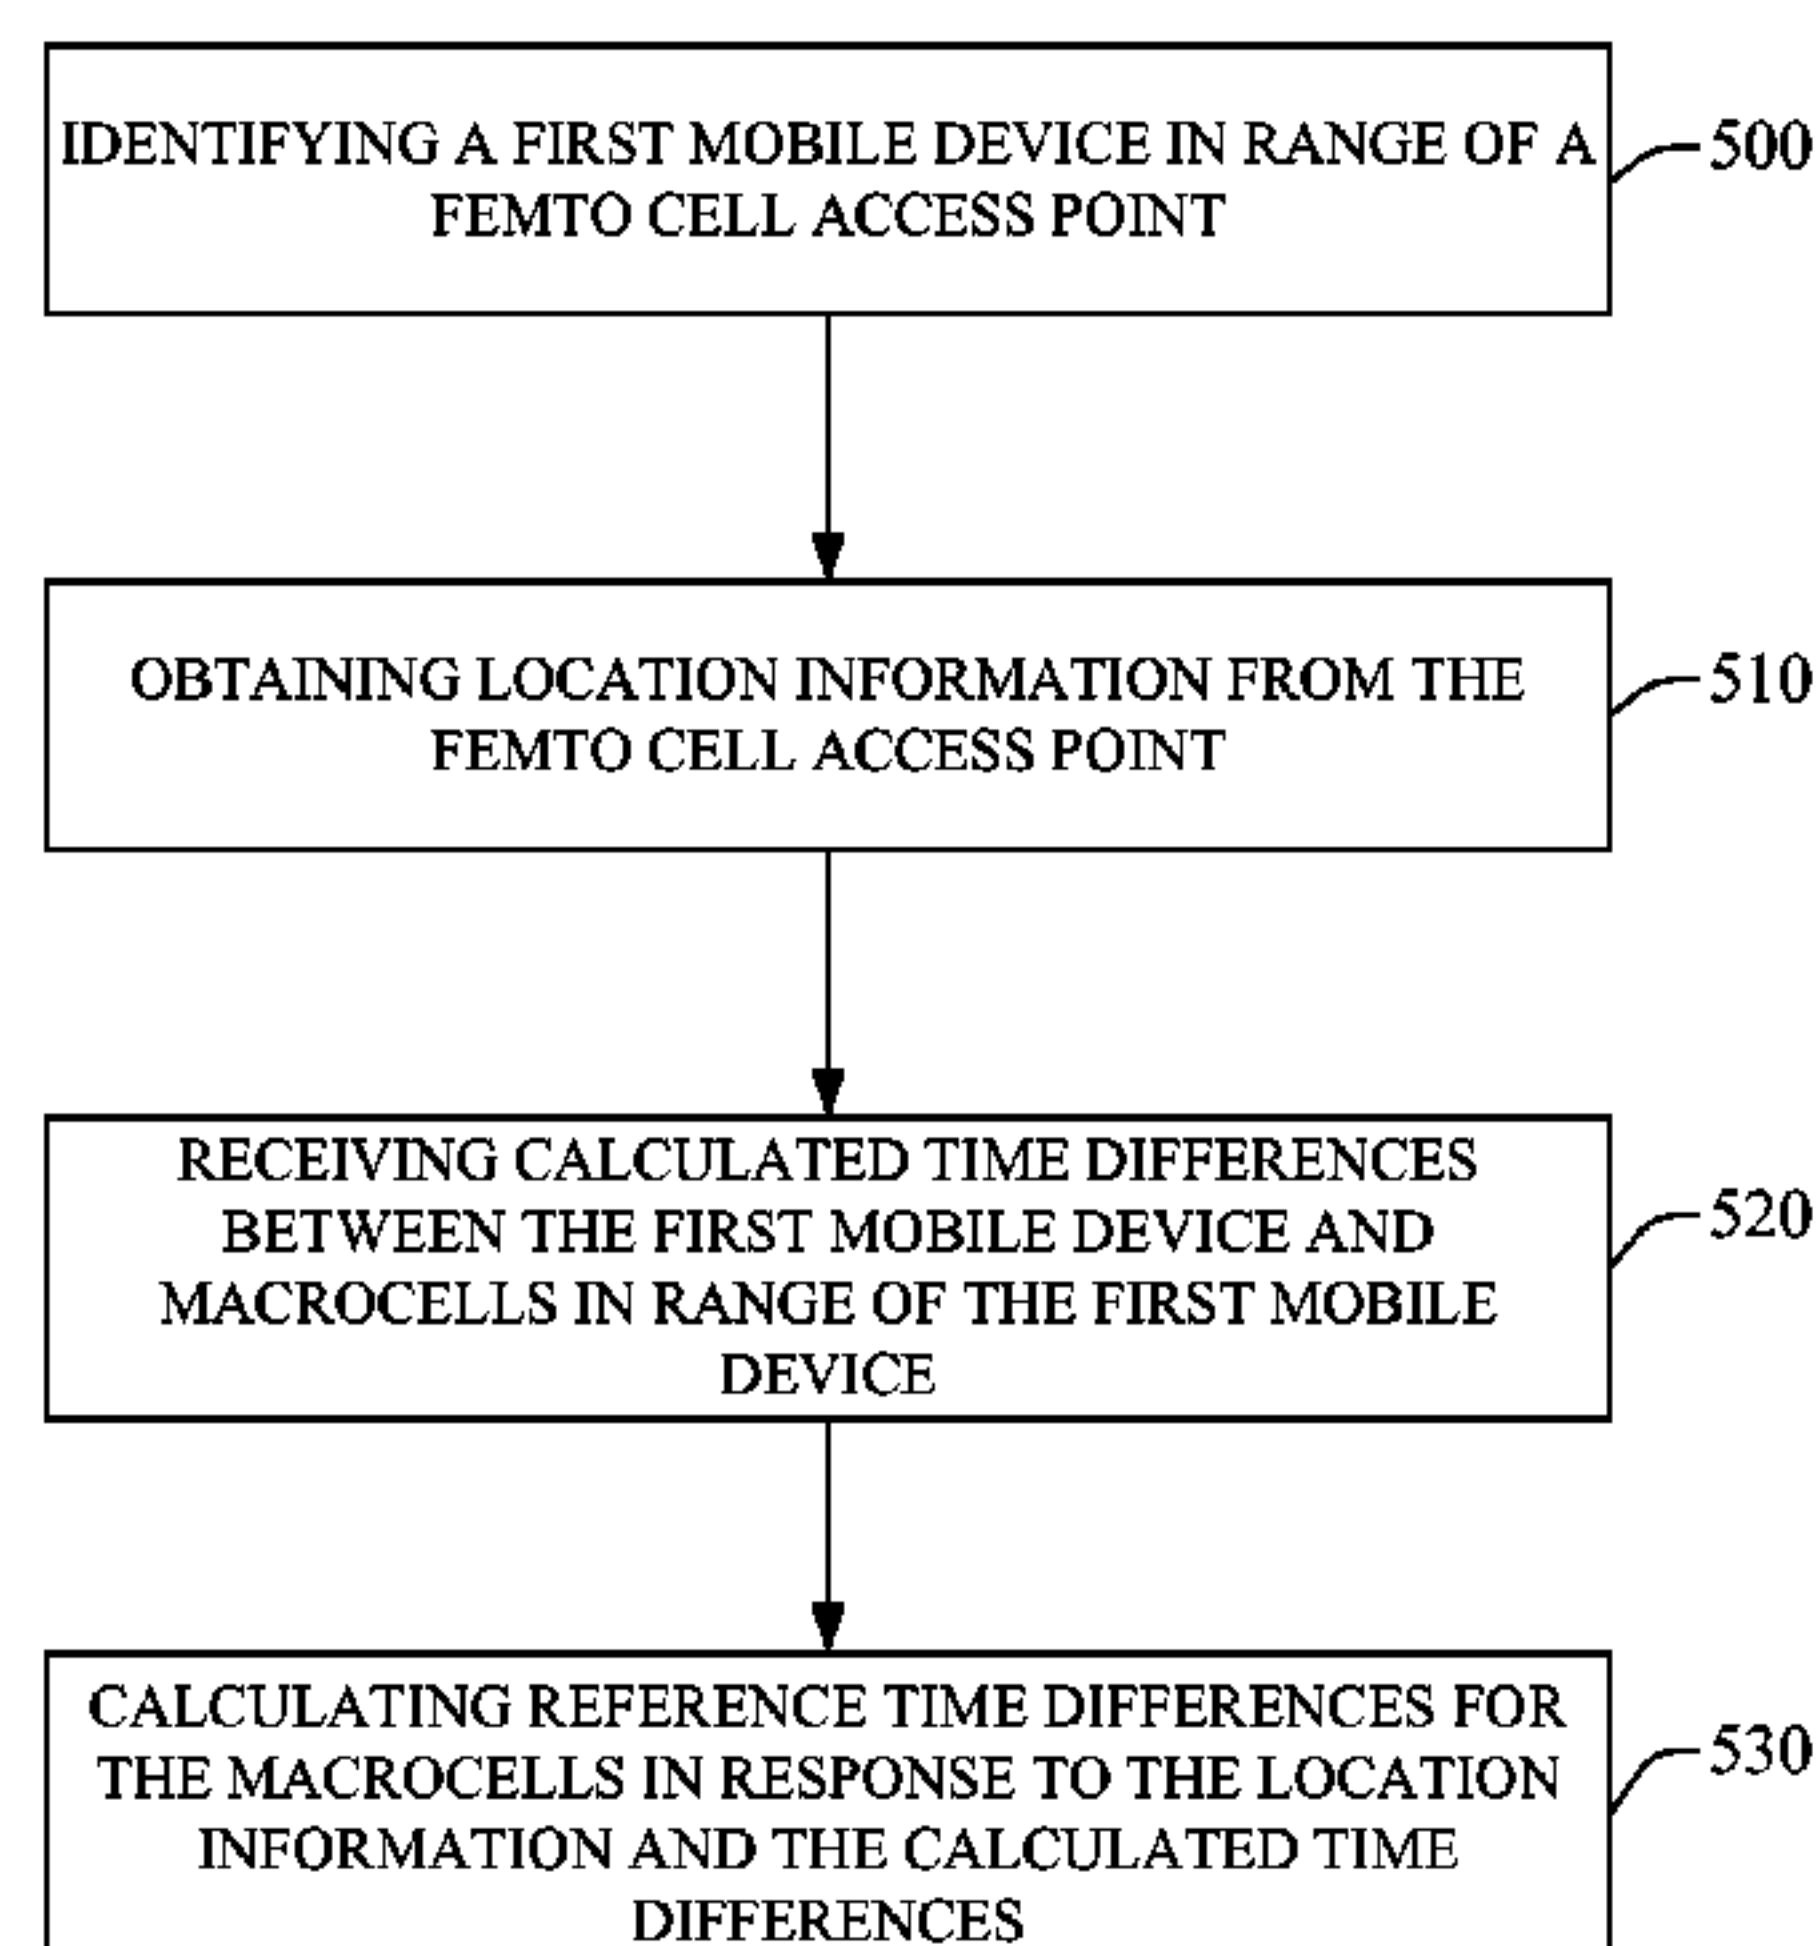 IDENTIFYING A FIRST MOBILE DEVICE IN RANGE OF A
FEMTO CELL ACCESS POINT
500
OBTAINING LOCATION INFORMATION FROM THE
FEMTO CELL ACCESS POINT
510
RECEIVING CALCULATED TIME DIFFERENCES
BETWEEN THE FIRST MOBILE DEVICE AND
MACROCELLS IN RANGE OF THE FIRST MOBILE
DEVICE
520
CALCULATING REFERENCE TIME DIFFERENCES FOR
THE MACROCELLS IN RESPONSE TO THE LOCATION
INFORMATION AND THE CALCULATED TIME
DIFFERENCES
530